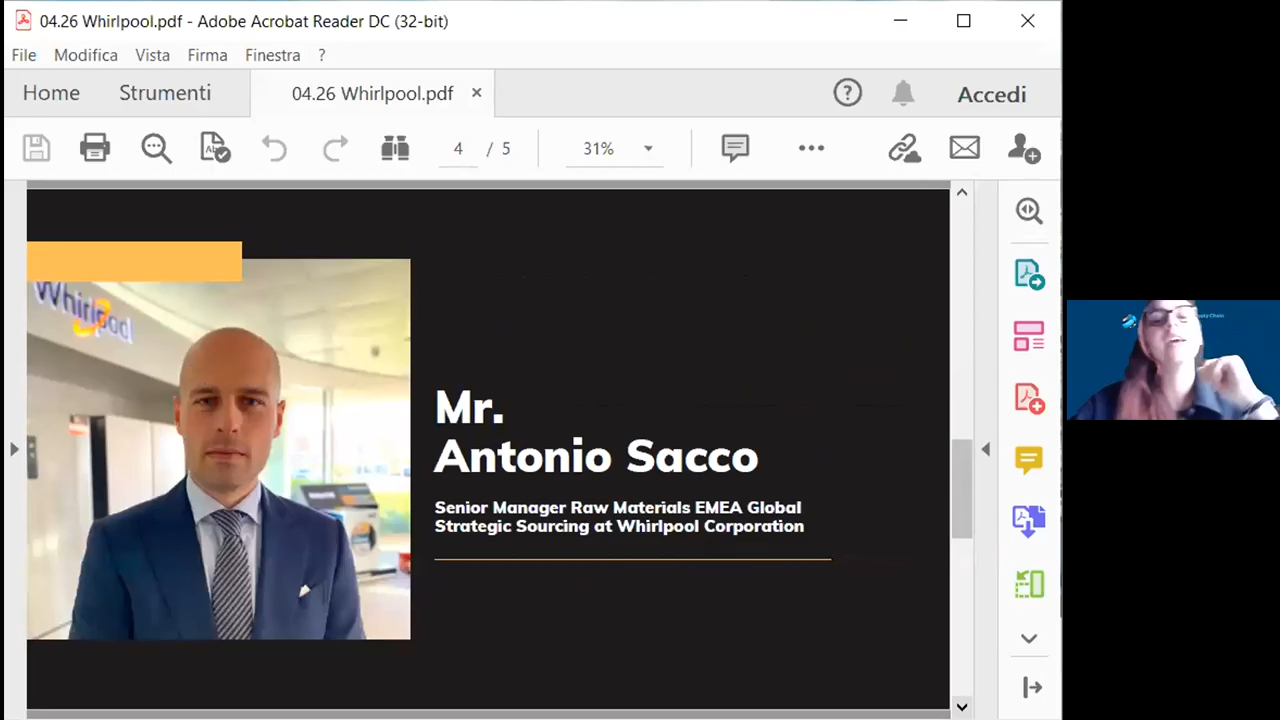 04.26 Whirlpool.pdf - Adobe Acrobat Reader DC (32-bit)
File Modifica Vista Firma Finestra ?
Home Strumenti 04.26 Whirlpool.pdf Accedi
4 / 5 31%
Whirlpool
Mr.
Antonio Sacco
Senior Manager Raw Materials EMEA Global
Strategic Sourcing at Whirlpool Corporation
Chain